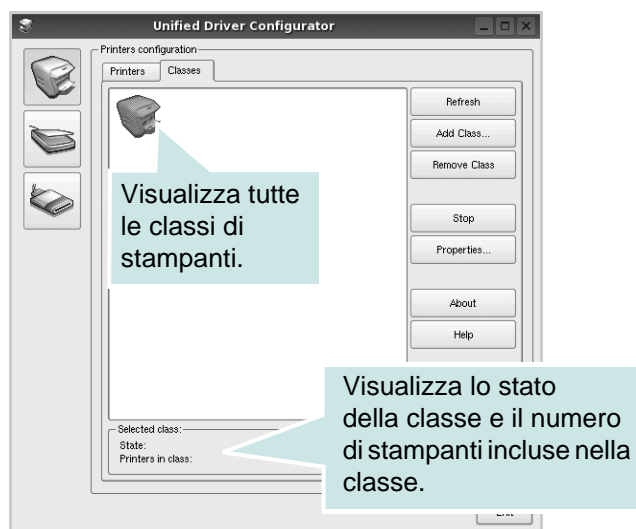 Unified Driver Configurator
Printers configuration
Printers
Classes
Refresh
Add Class...
Remove Class
Visualizza tutte
le classi di
stampanti.
Stop
Properties...
About
Help
Visualizza lo stato
della classe e il numero
di stampanti incluse nella
classe.
Selected class:
State:
Printers in class: